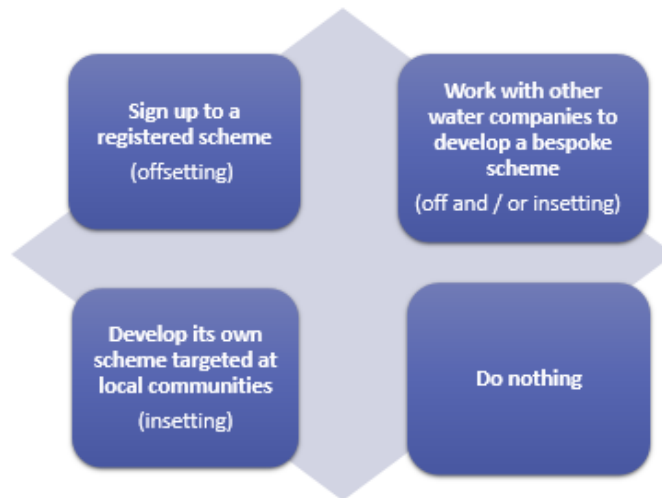 Sign up to a
registered scheme
(offsetting)
Work with other
water companies to
develop a bespoke
scheme
(off and / or insetting)
Develop its own
scheme targeted at
local communities
(insetting)
Do nothing